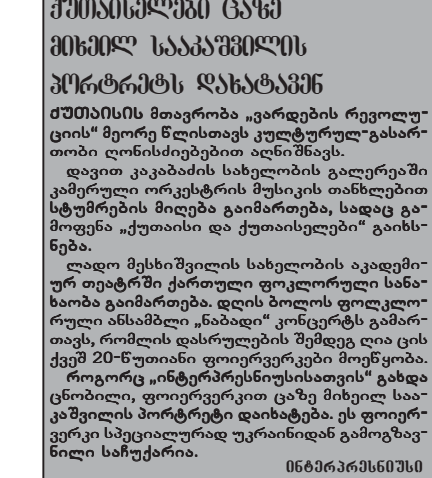 ქუთაისელები ცაზე
მიხეილ სააკაშვილის
პორტრეტს დახატავენ
ქუთაისის მთავრობა „ვარდების რევოლუ-
ციის“ მეორე წლისთავს კულტურულ-გასარ-
თობი ღონისძიებებით აღნიშნავს.
დავით კაკაბაძის სახელობის გალერეაში
კამერული ორკესტრის მუსიკის თანხლებით
სტუმრების მიღება გაიმართება, სადაც გა-
მოფენა „ქუთაისი და ქუთაისელები“ გაიხს-
ნება.
ლადო მესხიშვილის სახელობის აკადემი-
ურ თეატრში ქართული ფოკლორული სანა-
ხაობა გაიმართება. დღის ბოლოს ფოლკლო-
რული ანსამბლი „ნაბადი“ კონცერტს გამარ-
თავს, რომლის დასრულების შემდეგ ღია ცის
ქვეშ 20-წუთიანი ფოიერვერკები მოეწყობა.
როგორც „ინტერპრესნიუსისათვის“ გახდა
ცნობილი, ფოიერვერკით ცაზე მიხეილ საა-
კაშვილის პორტრეტი დაიხატება. ეს ფოიერ-
ვერკი სპეციალურად უკრაინიდან გამოგზავ-
ნილი საჩუქარია.
ინტერპრესნიუსი